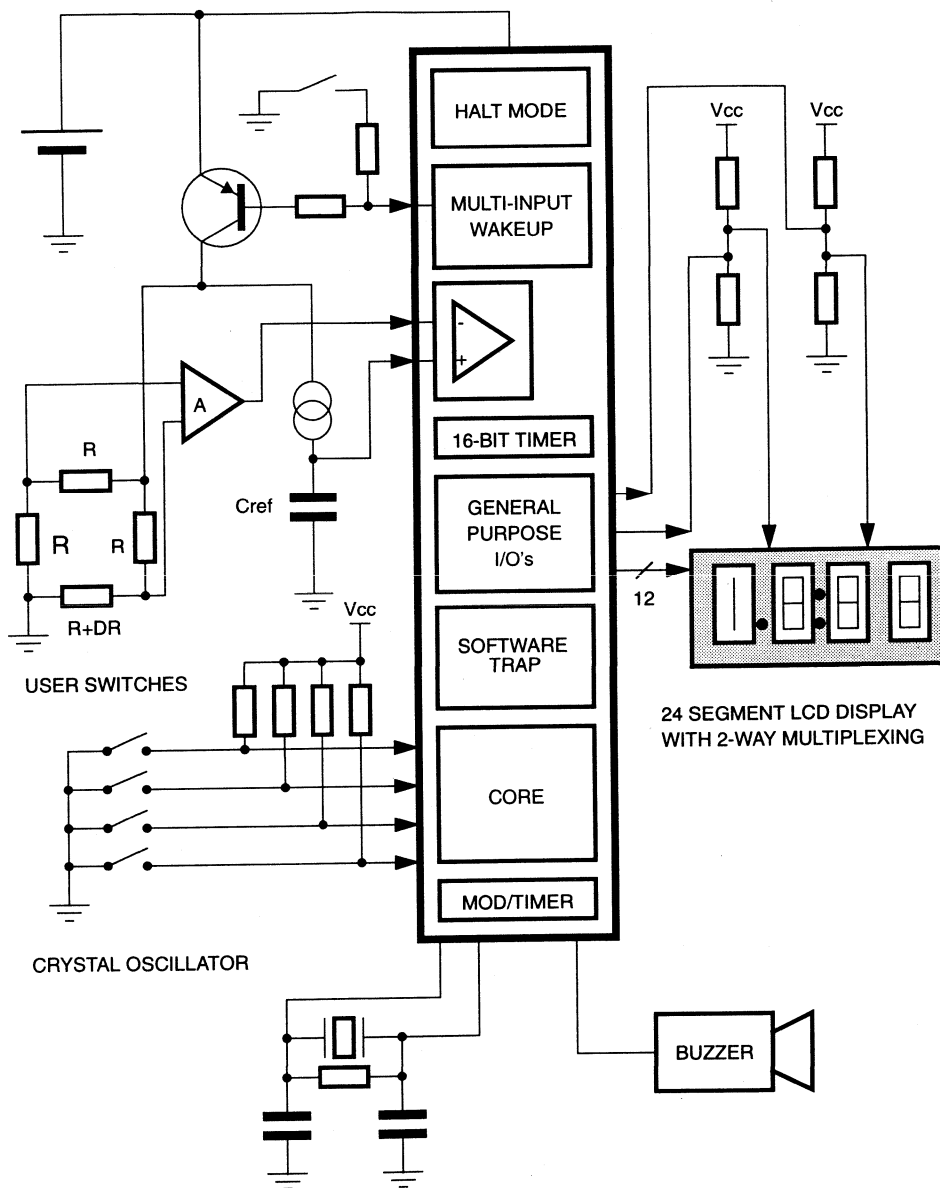 HALT MODE
MULTI-INPUT
WAKEUP
Vcc
Vcc
-
+
A
16-BIT TIMER
R
Cref
GENERAL
PURPOSE
I/O's
R
R
12
R+DR
Vcc
SOFTWARE
TRAP
USER SWITCHES
24 SEGMENT LCD DISPLAY
WITH 2-WAY MULTIPLEXING
CORE
MOD/TIMER
CRYSTAL OSCILLATOR
BUZZER